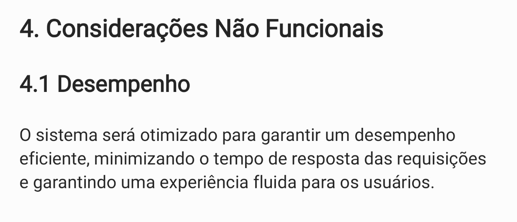 4. Considerações Não Funcionais
4.1 Desempenho
O sistema será otimizado para garantir um desempenho
eficiente, minimizando o tempo de resposta das requisições
e garantindo uma experiência fluida para os usuários.